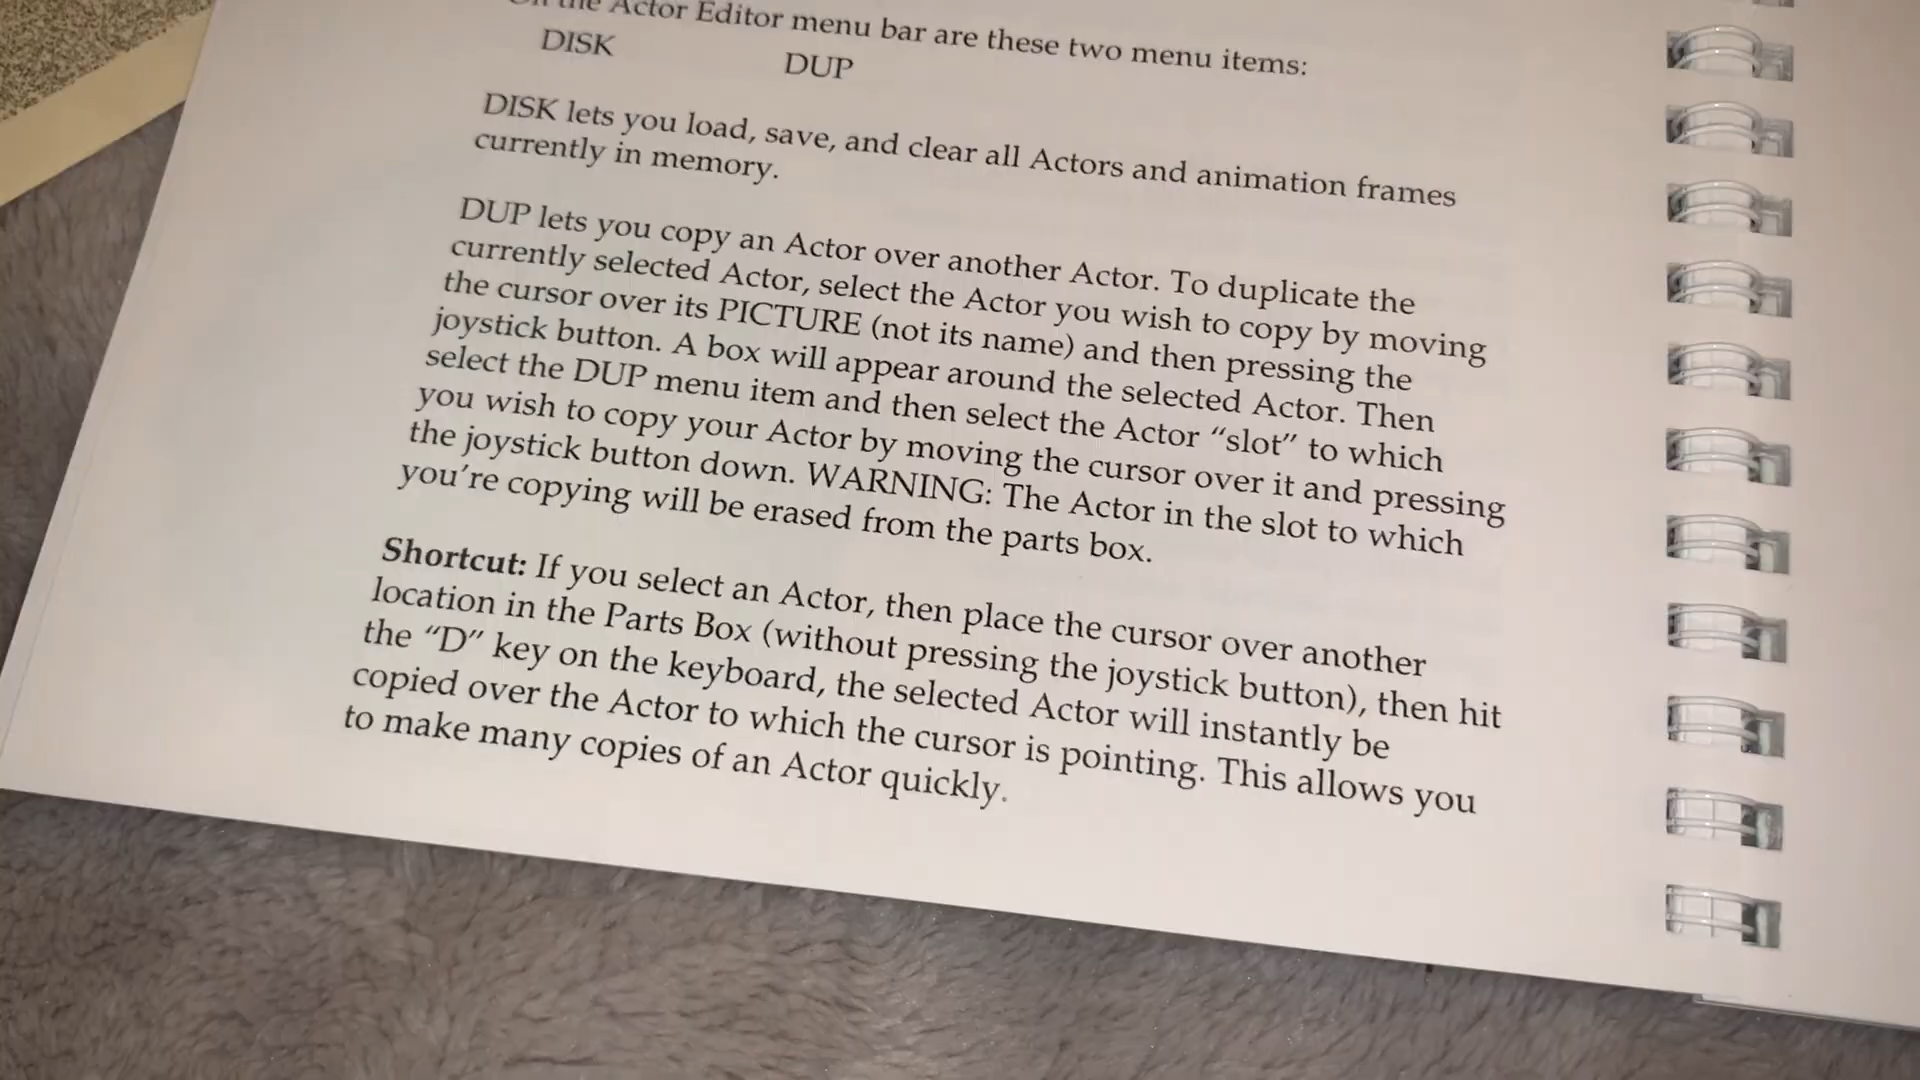 the Actor Editor menu bar are these two menu items:
DISK DUP
DISK lets you load, save, and clear all Actors and animation frames
currently in memory.
DUP lets you copy an Actor over another Actor. To duplicate the
currently selected Actor, select the Actor you wish to copy by moving
the cursor over its PICTURE (not its name) and then pressing the
joystick button. A box will appear around the selected Actor. Then
select the DUP menu item and then select the Actor “slot” to which
you wish to copy your Actor by moving the cursor over it and pressing
the joystick button down. WARNING: The Actor in the slot to which
you’re copying will be erased from the parts box.
Shortcut: If you select an Actor, then place the cursor over another
location in the Parts Box (without pressing the joystick button), then hit
the “D” key on the keyboard, the selected Actor will instantly be
copied over the Actor to which the cursor is pointing. This allows you
to make many copies of an Actor quickly.